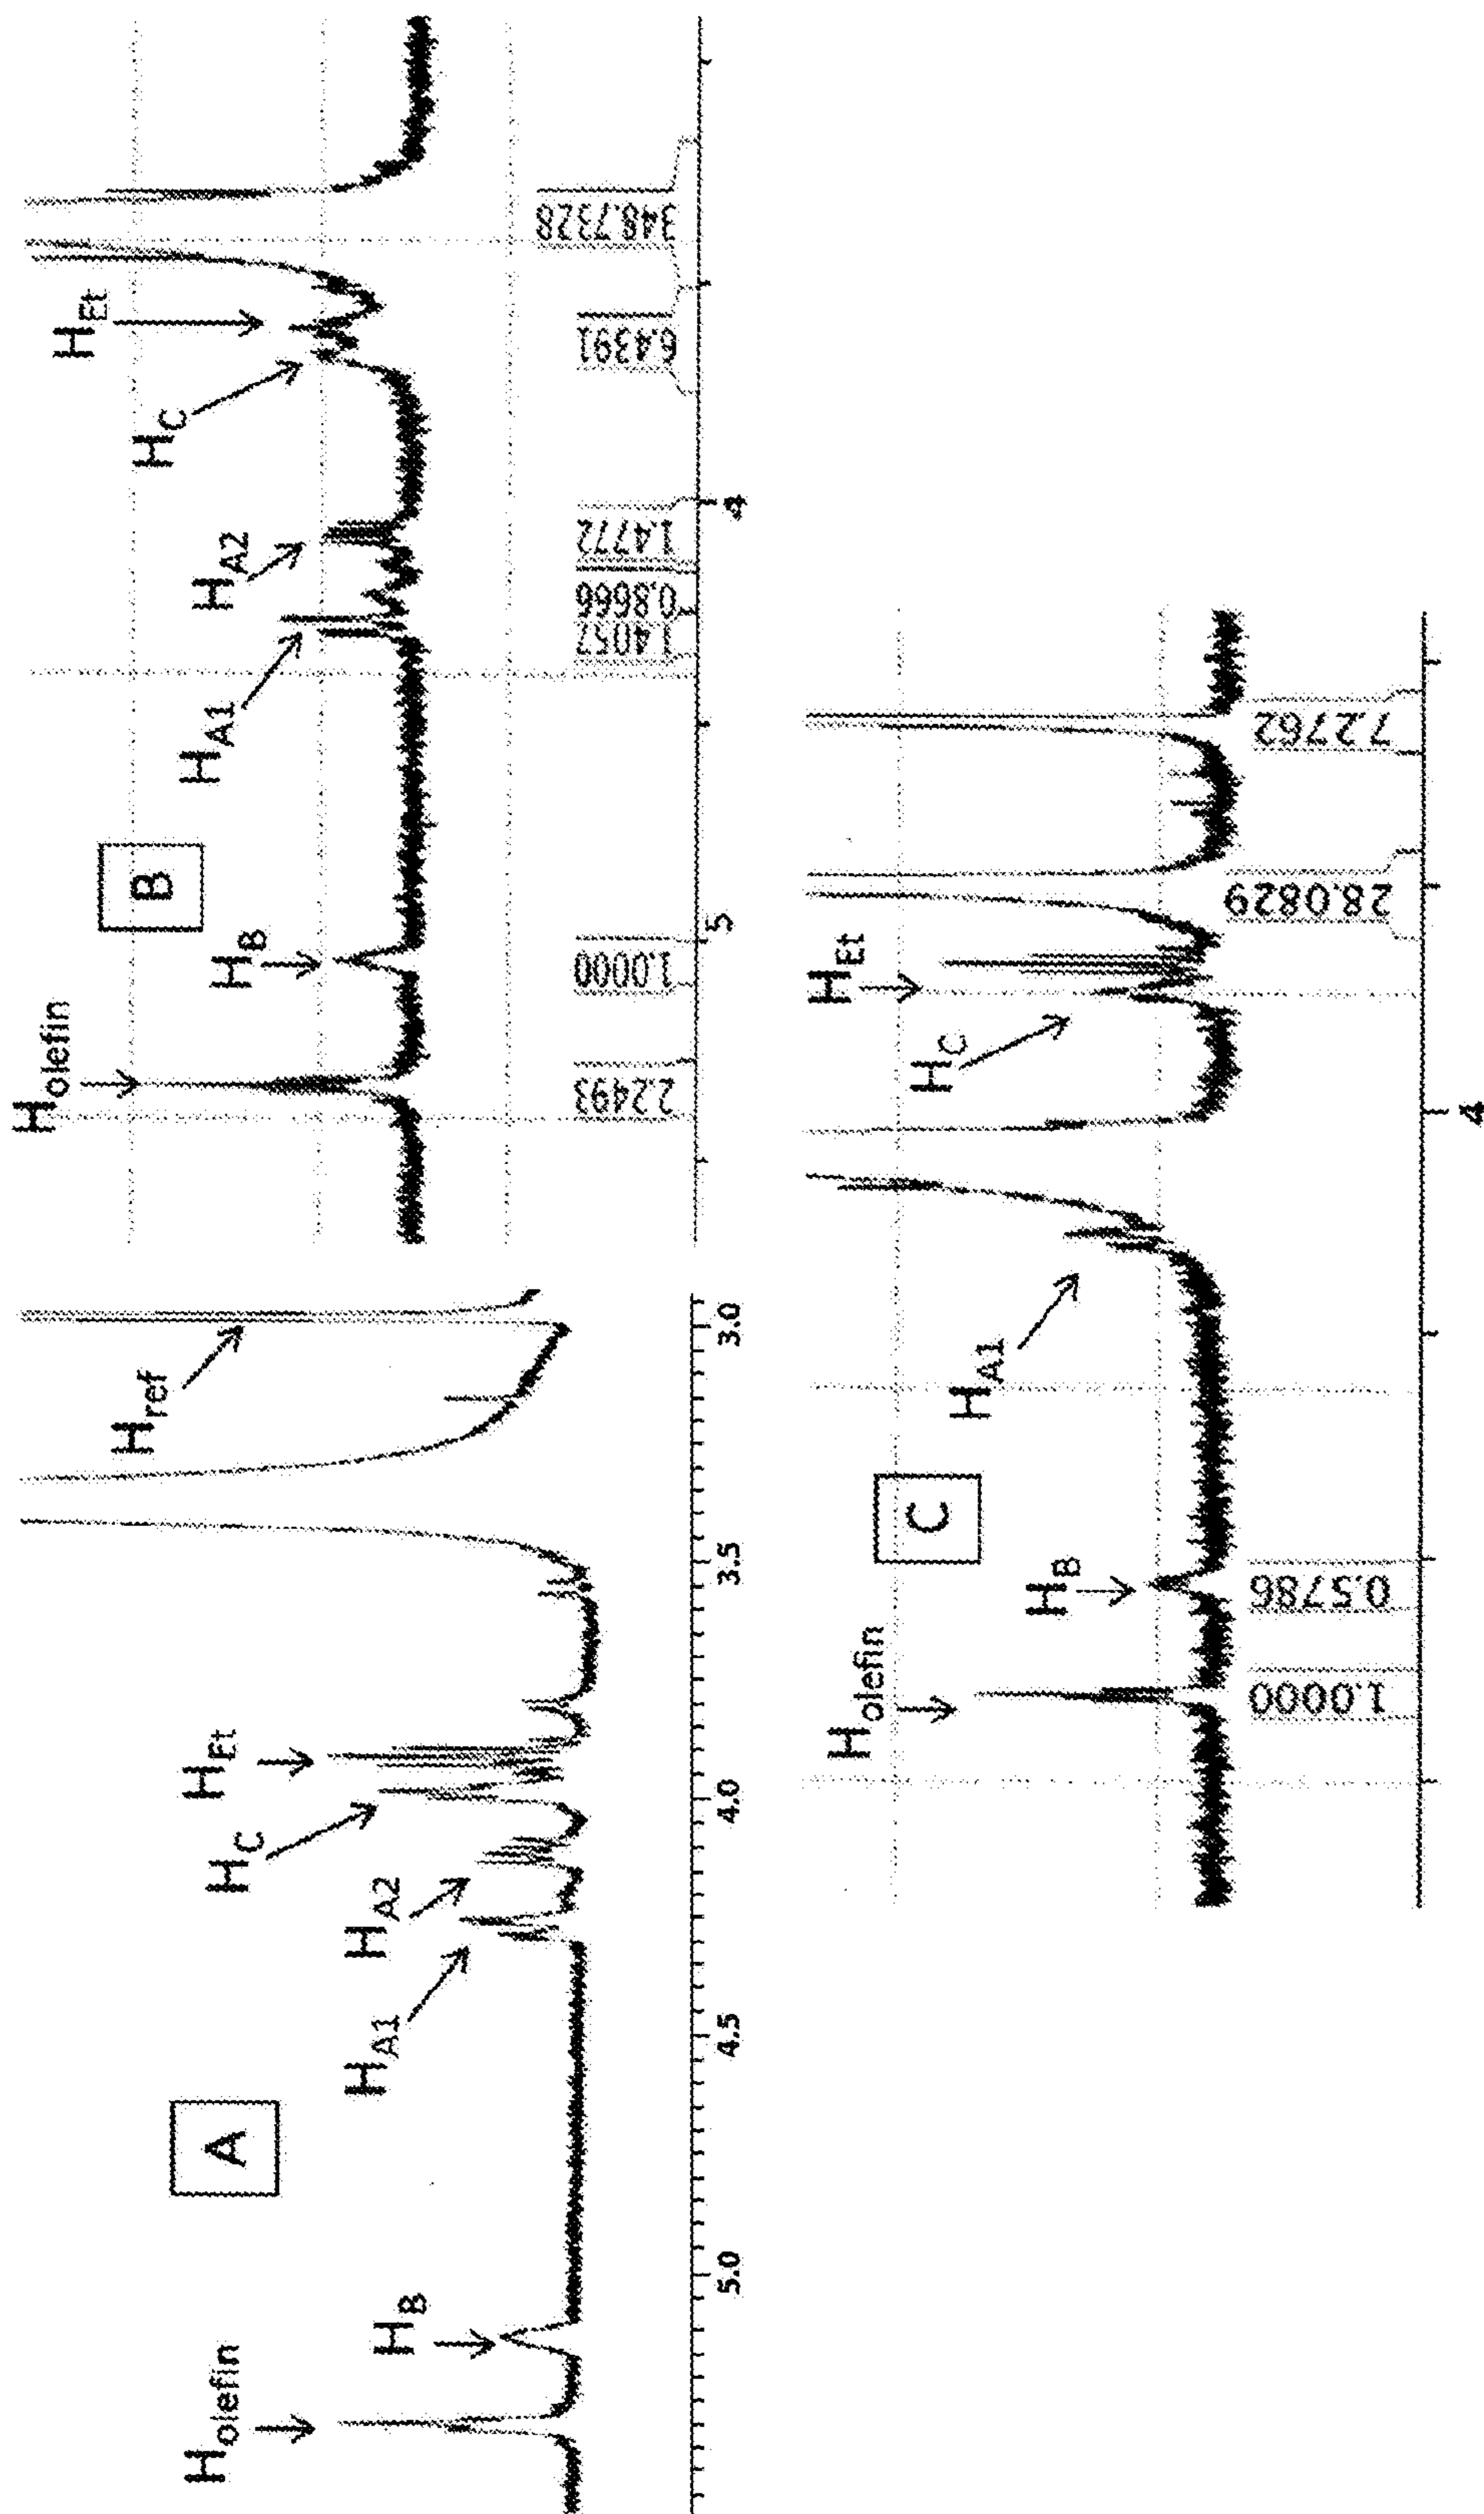 A
H_olefin
H_B
H_A1
H_A2
H_C
H_Et
H_ref
5.0
4.5
4.0
3.5
3.0
B
H_olefin
H_B
H_A1
H_A2
H_C
H_Et
2.2493
1.0000
1.4057
0.8666
1.4772
6.4391
348.7328
5
4
C
H_olefin
H_B
H_A1
H_C
H_Et
1.0000
0.5786
28.0829
7.2762
4